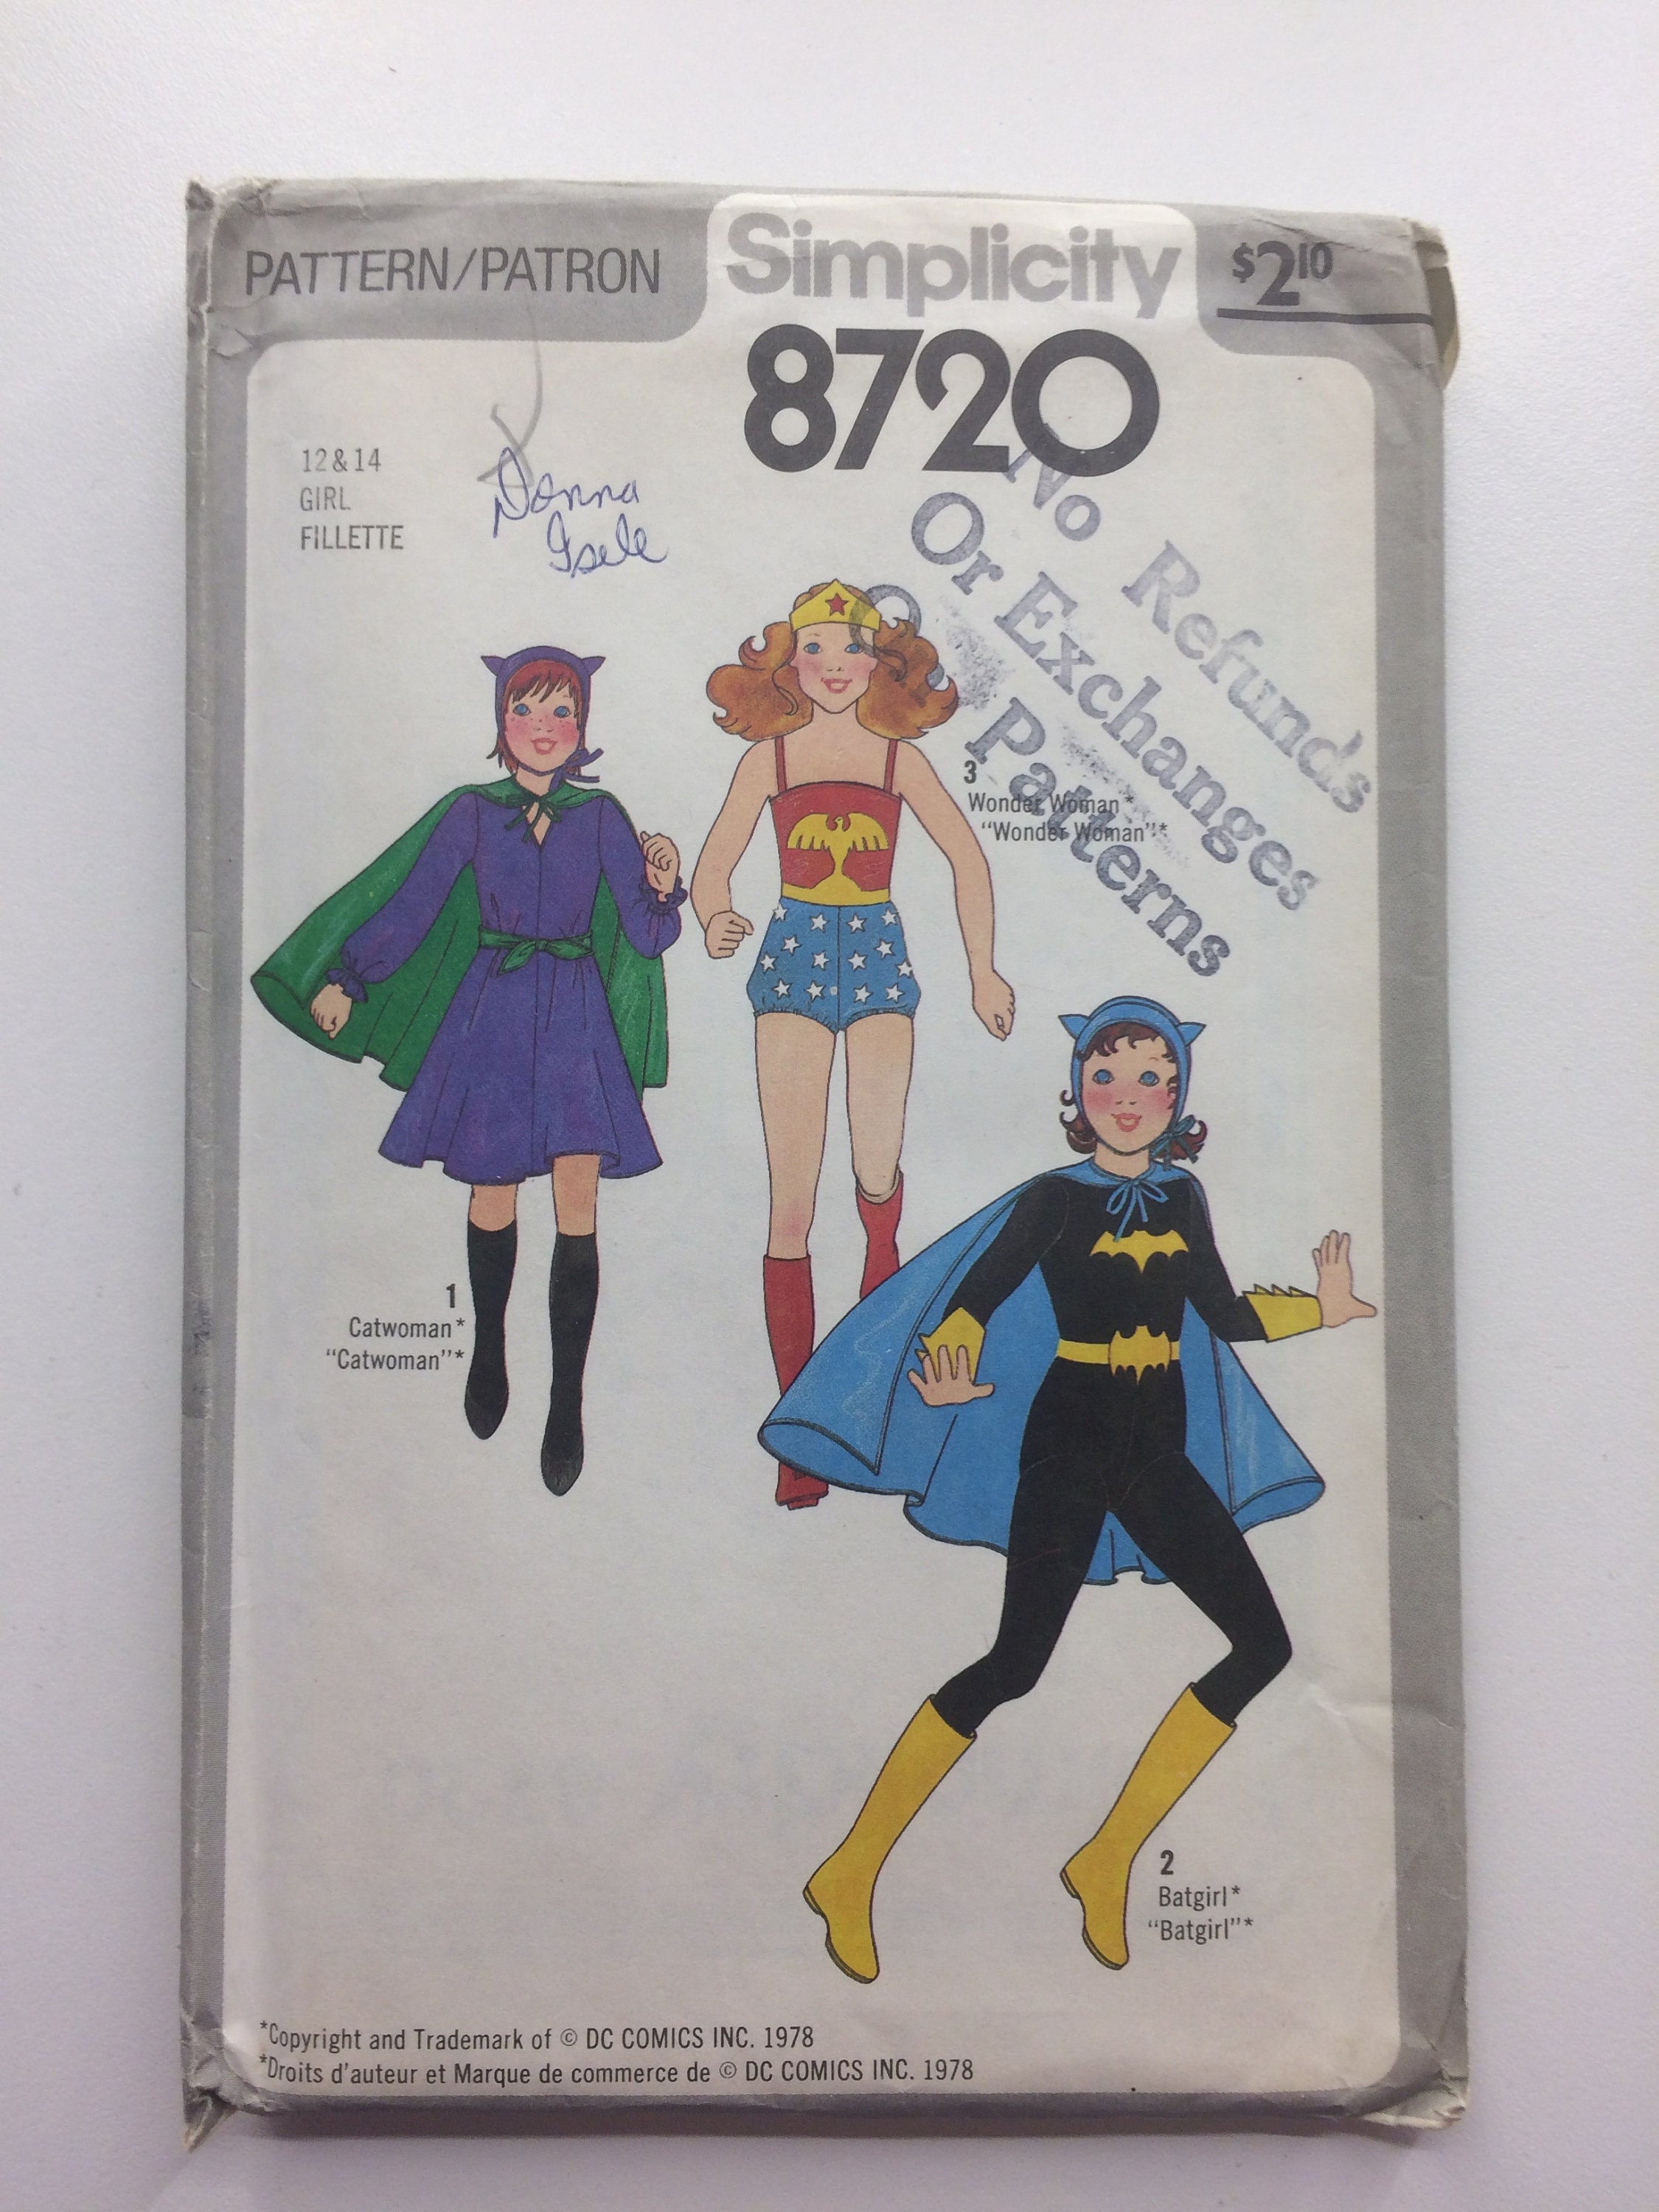 PATTERN/PATRON
Simplicity
$2.10
8720
12 & 14
GIRL
FILLETTE
Donna
Isele
No Refunds
Or Exchanges
On Patterns
3
Wonder Woman*
"Wonder Woman"*
1
Catwoman*
"Catwoman"*
2
Batgirl*
"Batgirl"*
*Copyright and Trademark of © DC COMICS INC. 1978
*Droits d'auteur et Marque de commerce de © DC COMICS INC. 1978